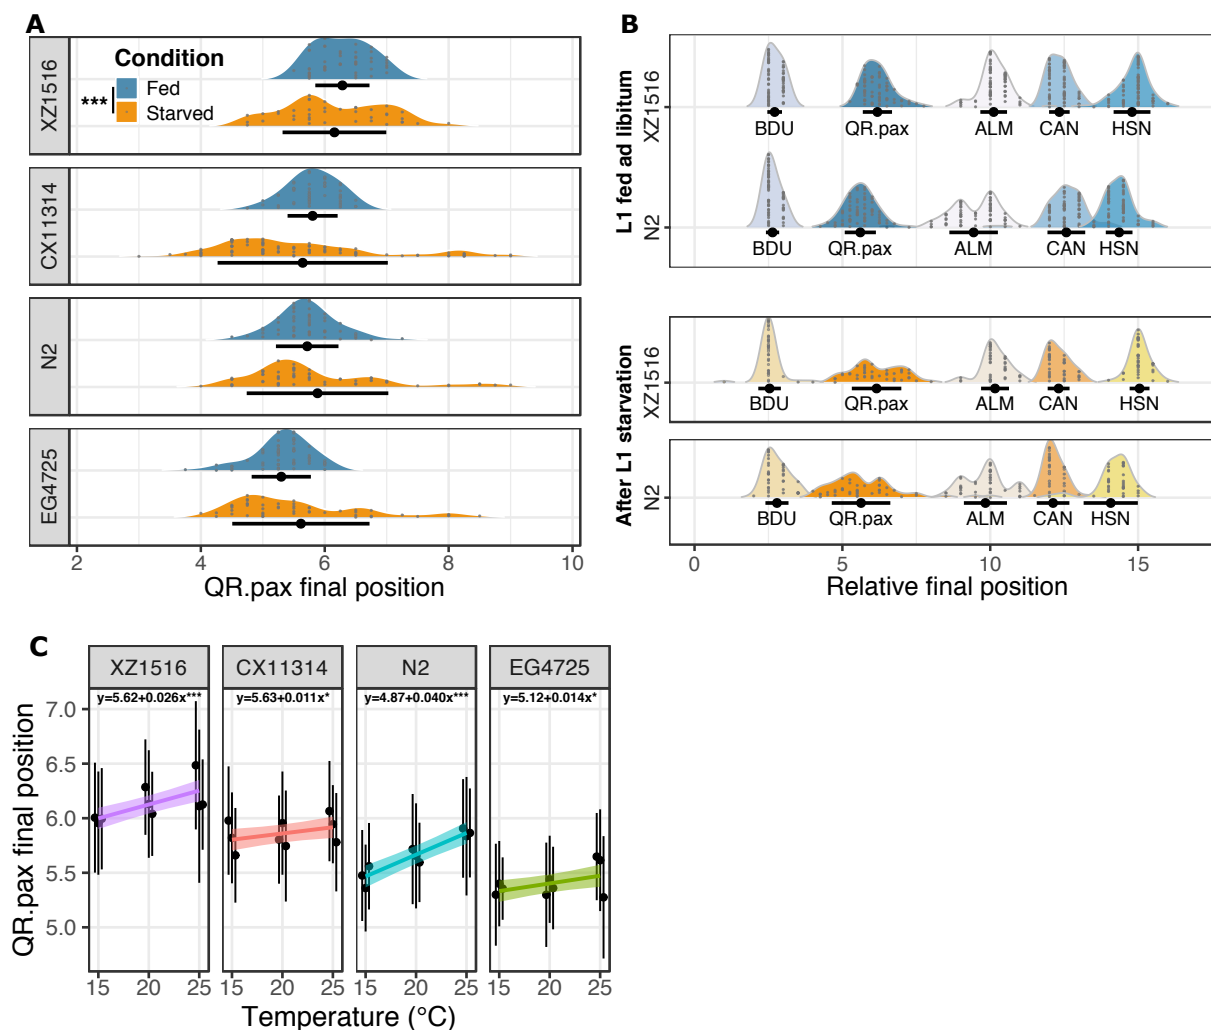 A
XZ1516
Condition
Fed
Starved
***
CX11314
N2
EG4725
2 4 6 8 10
QR.pax final position
B
L1 fed ad libitum
XZ1516
BDU QR.pax ALM CAN HSN
N2
BDU QR.pax ALM CAN HSN
After L1 starvation
XZ1516
BDU QR.pax ALM CAN HSN
N2
BDU QR.pax ALM CAN HSN
0 5 10 15
Relative final position
C
XZ1516 CX11314 N2 EG4725
y=5.62+0.026x*** y=5.63+0.011x* y=4.87+0.040x*** y=5.12+0.014x*
QR.pax final position
7.0
6.5
6.0
5.5
5.0
15 20 25 15 20 25 15 20 25 15 20 25
Temperature (°C)